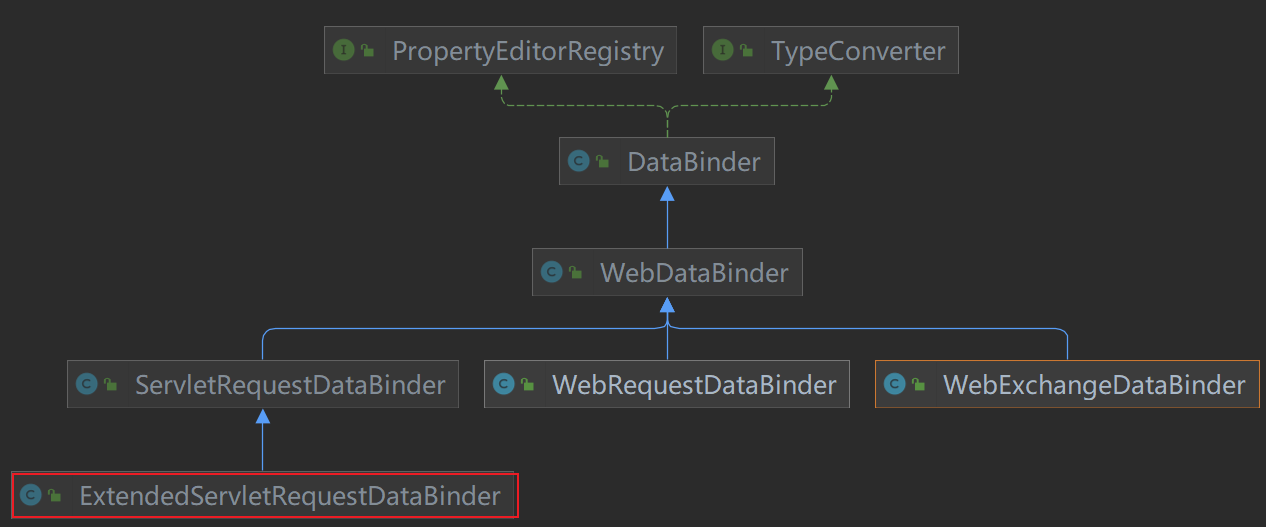 I PropertyEditorRegistry
I TypeConverter
C DataBinder
C WebDataBinder
C ServletRequestDataBinder
C WebRequestDataBinder
C WebExchangeDataBinder
C ExtendedServletRequestDataBinder